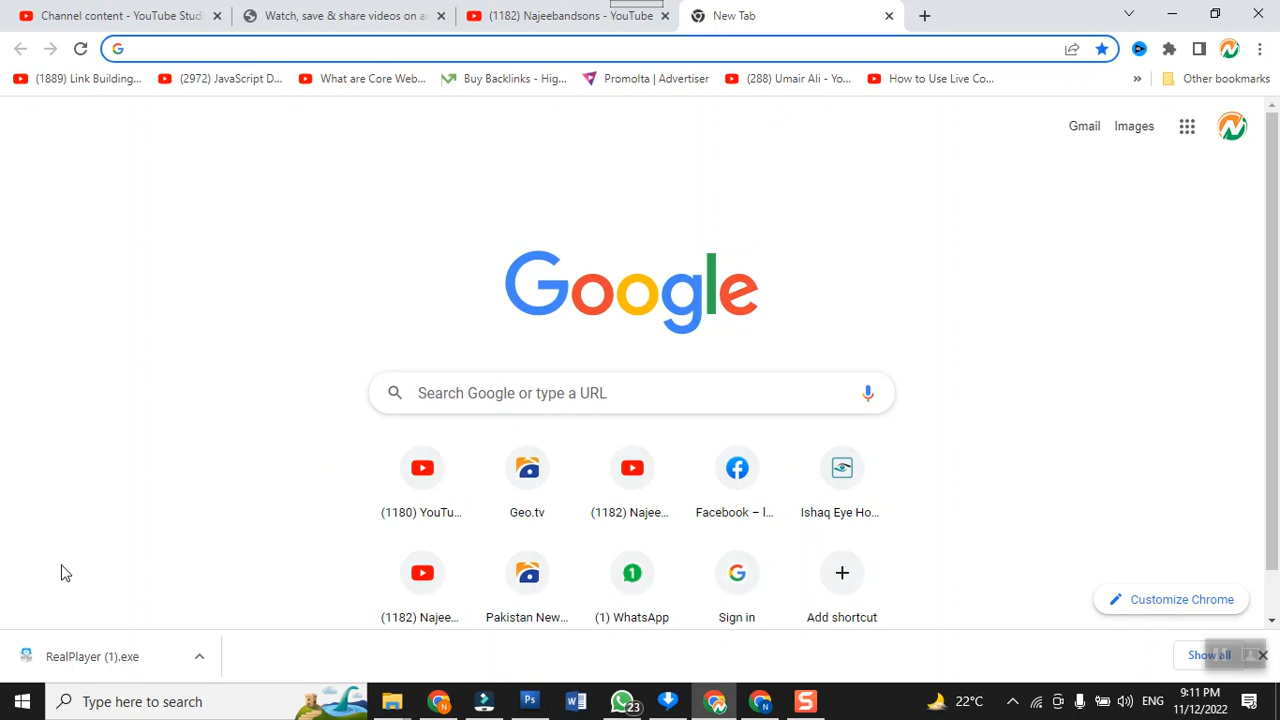 Channel content - YouTube Stud
Watch, save & share videos on an
(1182) Najeebandsons - YouTube
New Tab
(1889) Link Building...
(2972) JavaScript D...
What are Core Web...
Buy Backlinks - Hig...
Promolta | Advertiser
(288) Umair Ali - Yo...
How to Use Live Co...
»
Other bookmarks
Gmail
Images
Google
Search Google or type a URL
(1180) YouTu...
Geo.tv
(1182) Najee...
Facebook – l...
Ishaq Eye Ho...
(1182) Najee...
Pakistan New...
(1) WhatsApp
Sign in
Add shortcut
Customize Chrome
RealPlayer (1).exe
Show all
Type here to search
23
22°C
ENG
9:11 PM
11/12/2022